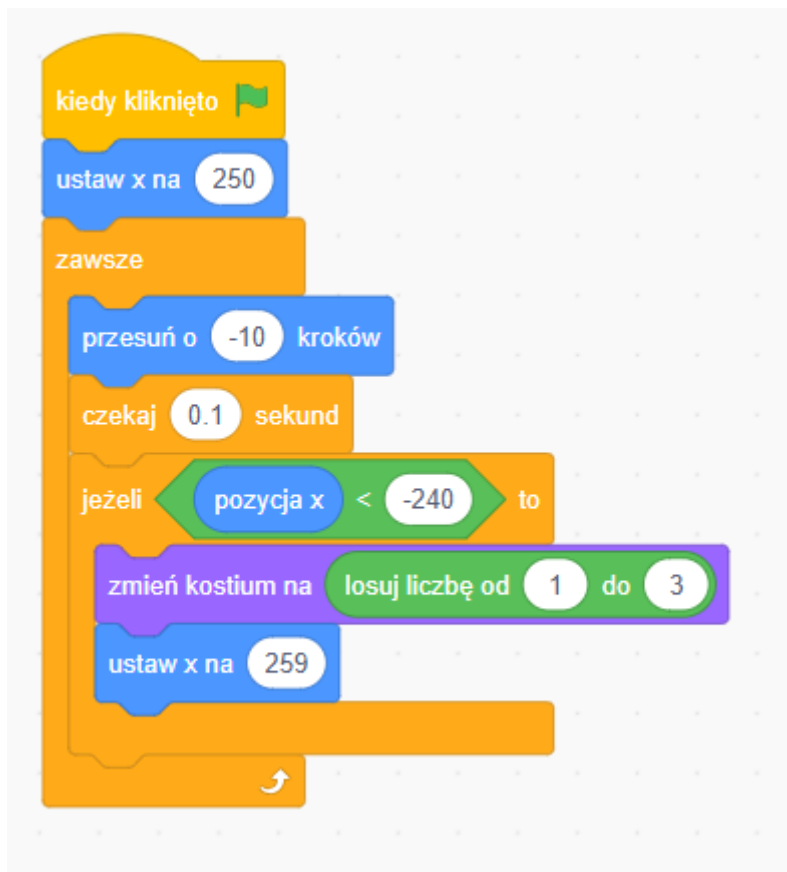 kiedy kliknięto
ustaw x na 250
zawsze
przesuń o -10 kroków
czekaj 0.1 sekund
jeżeli pozycja x < -240 to
zmień kostium na losuj liczbę od 1 do 3
ustaw x na 259